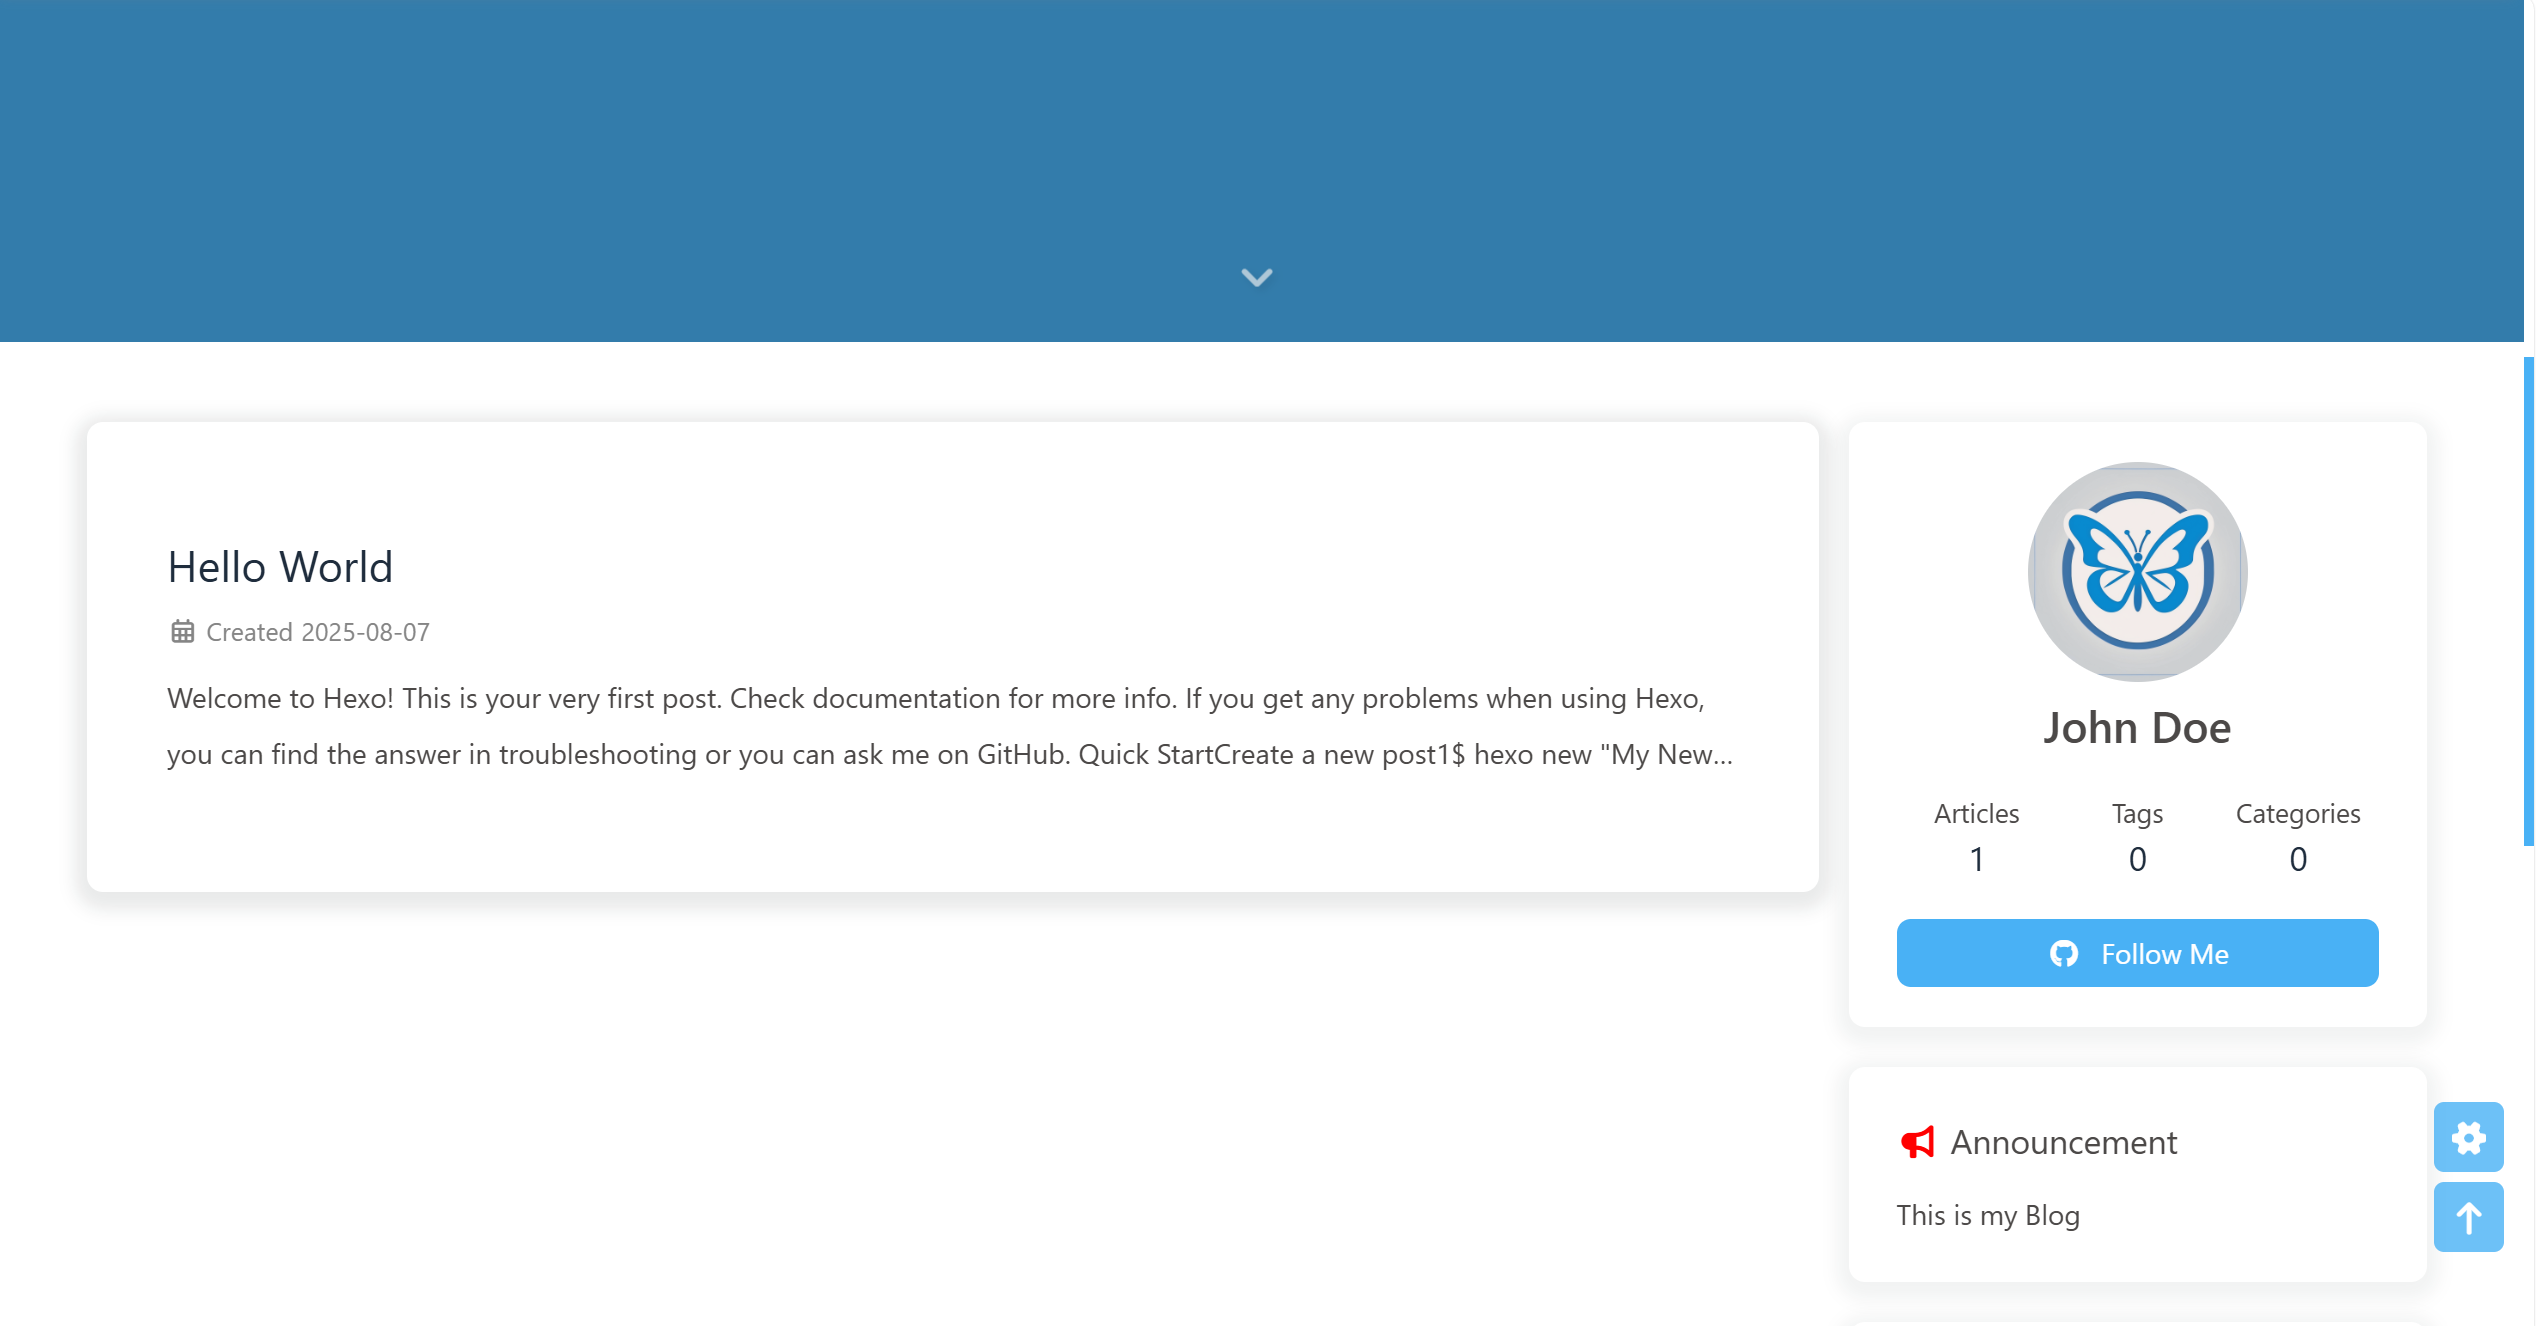 Hello World
Created 2025-08-07
Welcome to Hexo! This is your very first post. Check documentation for more info. If you get any problems when using Hexo,
you can find the answer in troubleshooting or you can ask me on GitHub. Quick StartCreate a new post1$ hexo new "My New...
John Doe
Articles Tags Categories
1 0 0
Follow Me
Announcement
This is my Blog